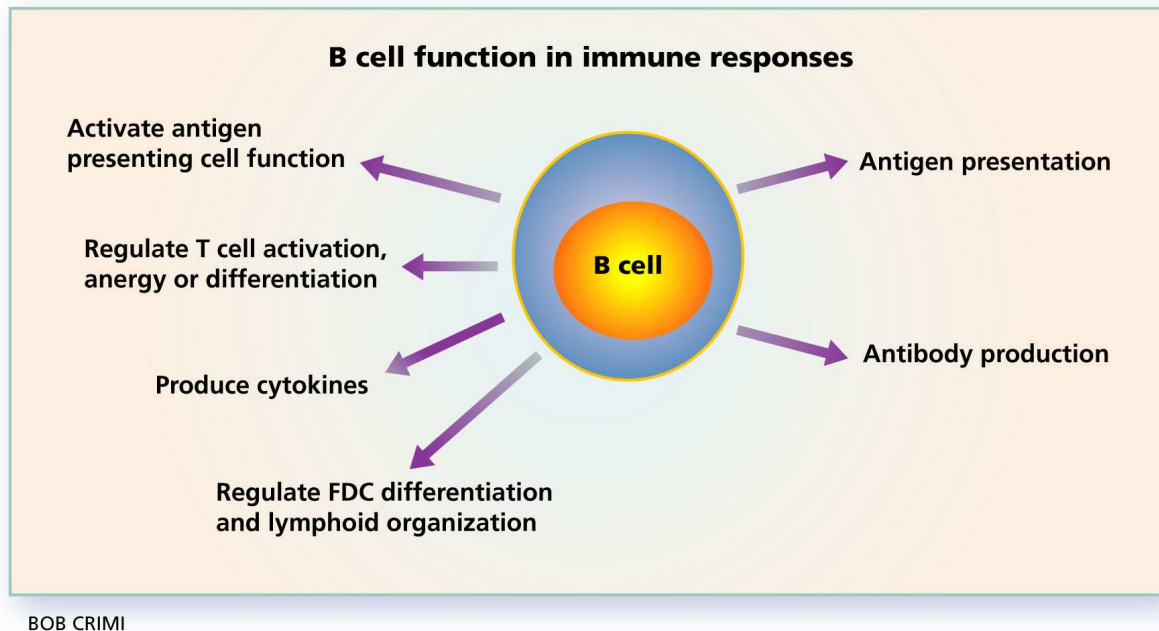 B cell function in immune responses
Activate antigen
presenting cell function
Regulate T cell activation,
anergy or differentiation
Produce cytokines
Regulate FDC differentiation
and lymphoid organization
B cell
Antigen presentation
Antibody production
BOB CRIMI